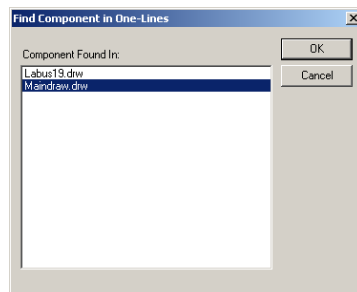 Find Component in One-Lines
Component Found In:
OK
Labus19.drw
Cancel
Maindraw.drw